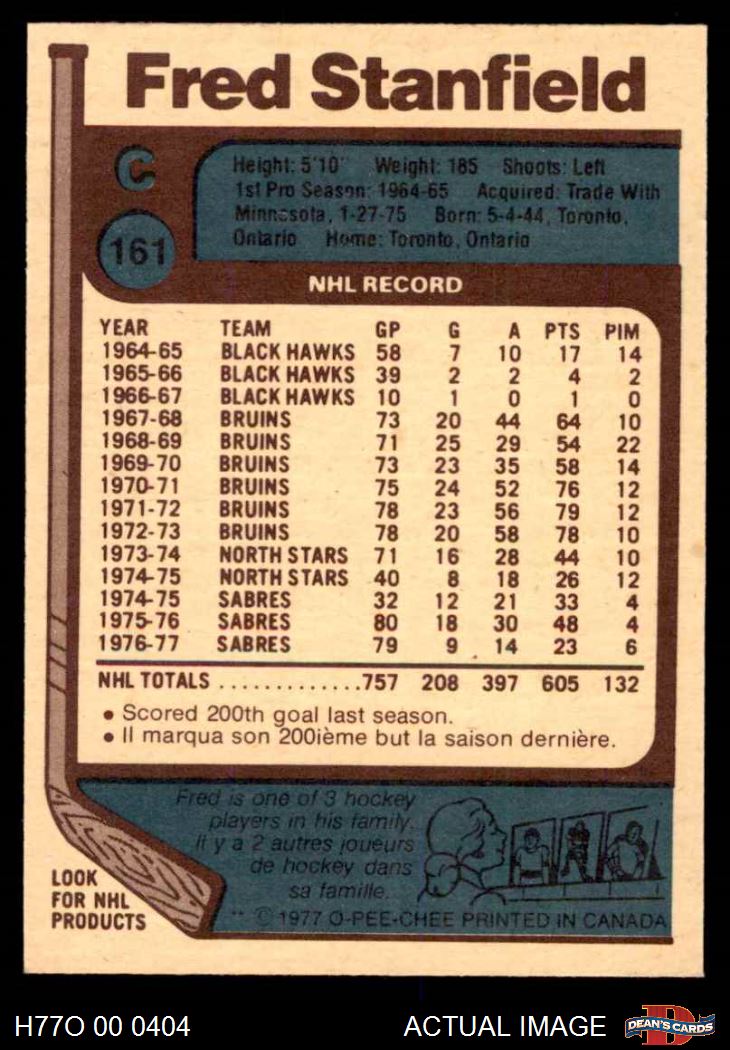 Fred Stanfield
C
161
Height: 5'10" Weight: 185 Shoots: Left
1st Pro Season: 1964-65 Acquired: Trade With
Minnesota, 1-27-75 Born: 5-4-44, Toronto,
Ontario Home: Toronto, Ontario
NHL RECORD
YEAR TEAM GP G A PTS PIM
1964-65 BLACK HAWKS 58 7 10 17 14
1965-66 BLACK HAWKS 39 2 2 4 2
1966-67 BLACK HAWKS 10 1 0 1 0
1967-68 BRUINS 73 20 44 64 10
1968-69 BRUINS 71 25 29 54 22
1969-70 BRUINS 73 23 35 58 14
1970-71 BRUINS 75 24 52 76 12
1971-72 BRUINS 78 23 56 79 12
1972-73 BRUINS 78 20 58 78 10
1973-74 NORTH STARS 71 16 28 44 10
1974-75 NORTH STARS 40 8 18 26 12
1974-75 SABRES 32 12 21 33 4
1975-76 SABRES 80 18 30 48 4
1976-77 SABRES 79 9 14 23 6
NHL TOTALS .............757 208 397 605 132
• Scored 200th goal last season.
• Il marqua son 200ième but la saison dernière.
Fred is one of 3 hockey
players in his family.
Il y a 2 autres joueurs
de hockey dans
sa famille.
LOOK
FOR NHL
PRODUCTS
** © 1977 O-PEE-CHEE PRINTED IN CANADA
H77O 00 0404 ACTUAL IMAGE
D
DEAN'S CARDS